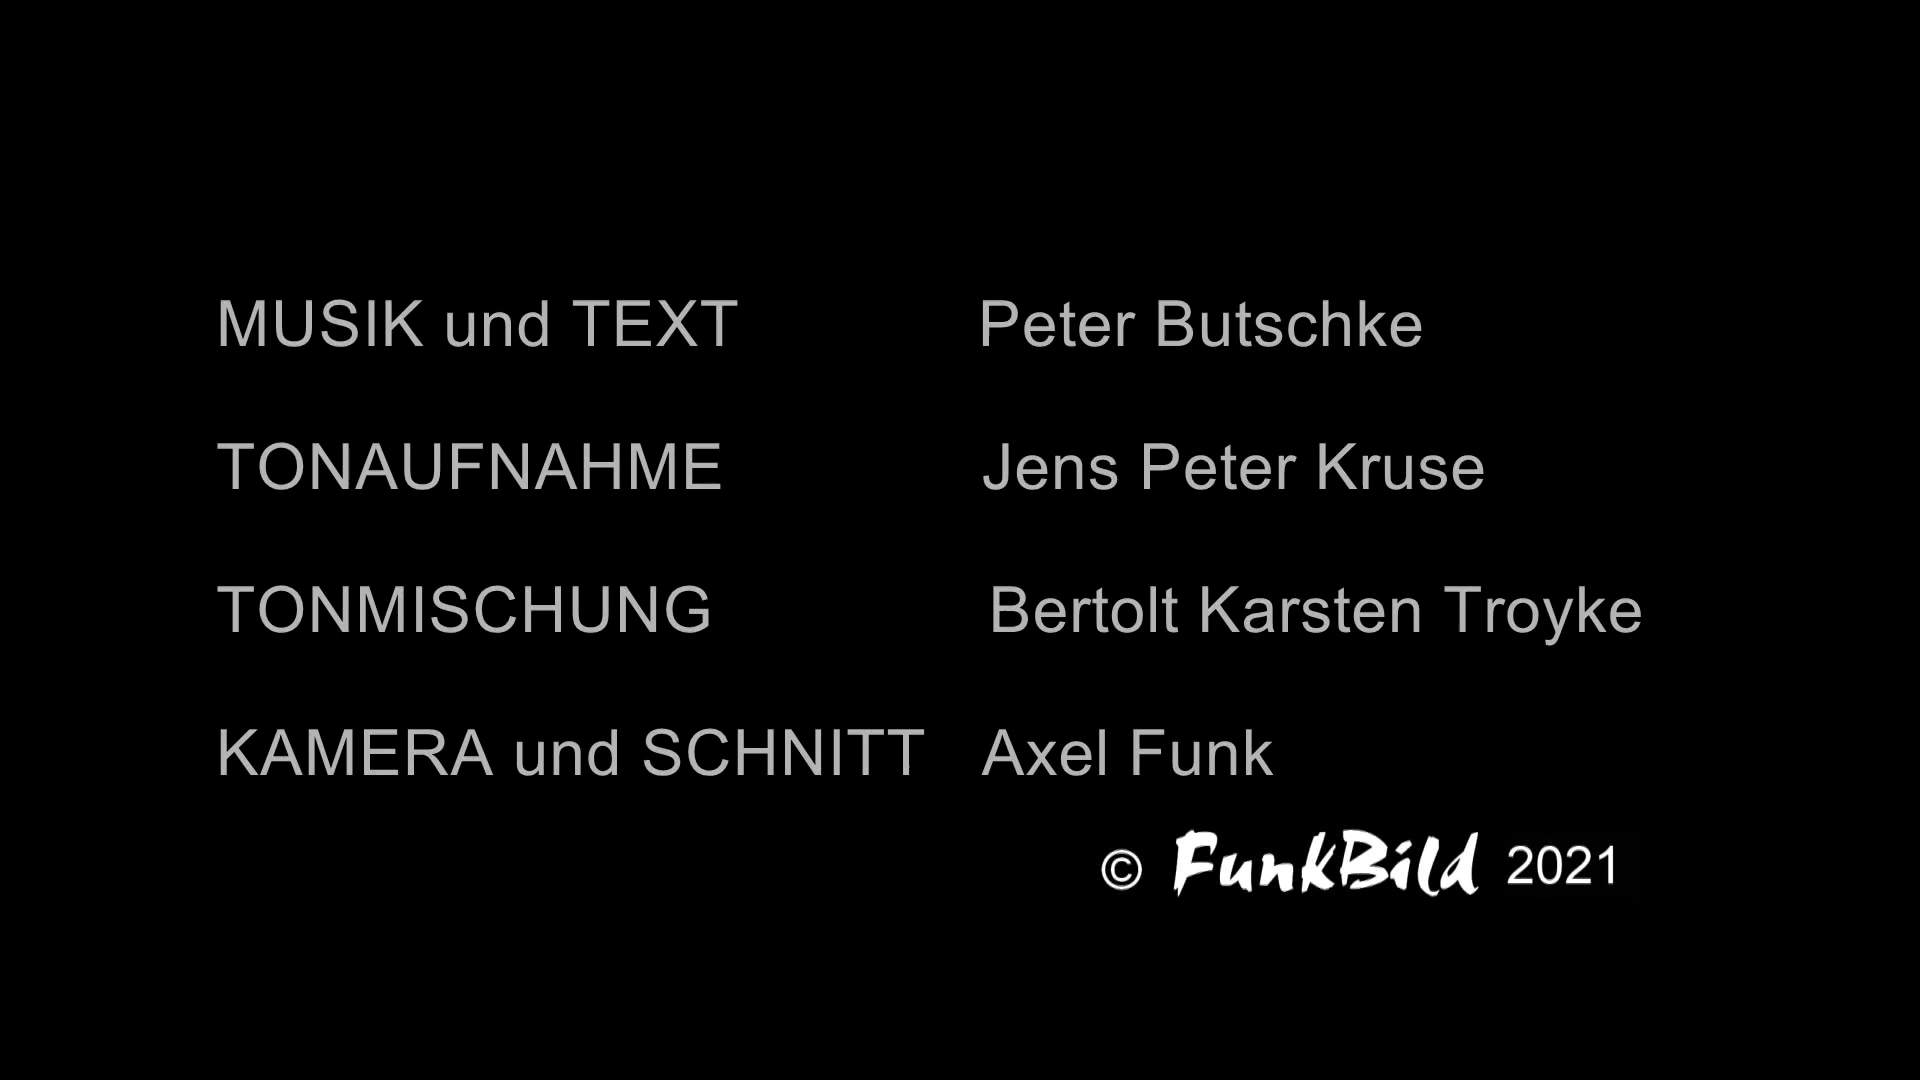 MUSIK und TEXT Peter Butschke
TONAUFNAHME Jens Peter Kruse
TONMISCHUNG Bertolt Karsten Troyke
KAMERA und SCHNITT Axel Funk
© FunkBild 2021